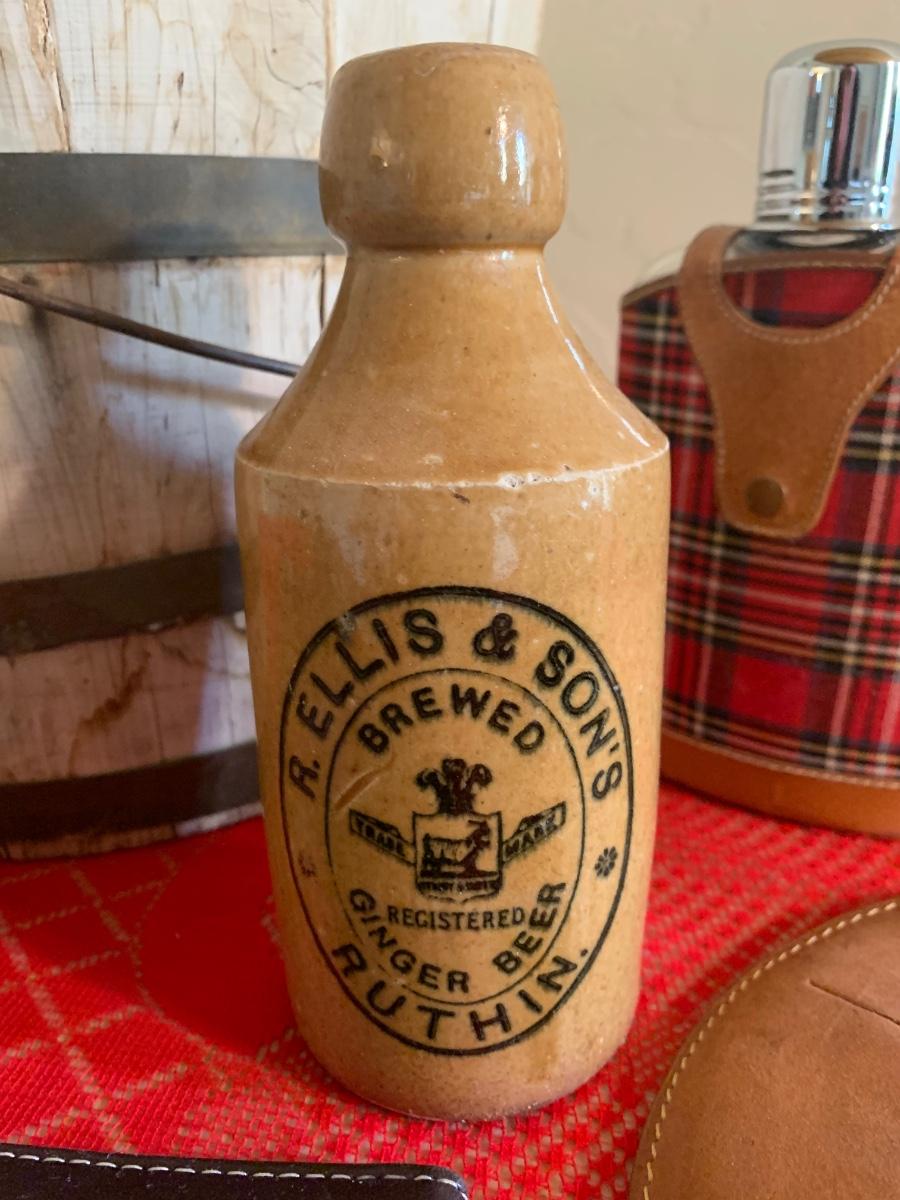 R. ELLIS & SON'S
BREWED
TRADE MARK
REGISTERED
GINGER BEER
RUTHIN.